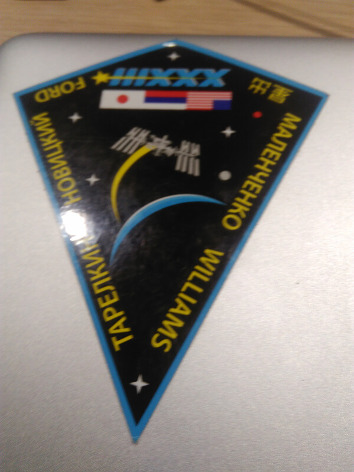 XXXIII
FORD
НОВИЦКИЙ
ТАРЕЛКИН
WILLIAMS
МАЛЕНЧЕНКО
星出